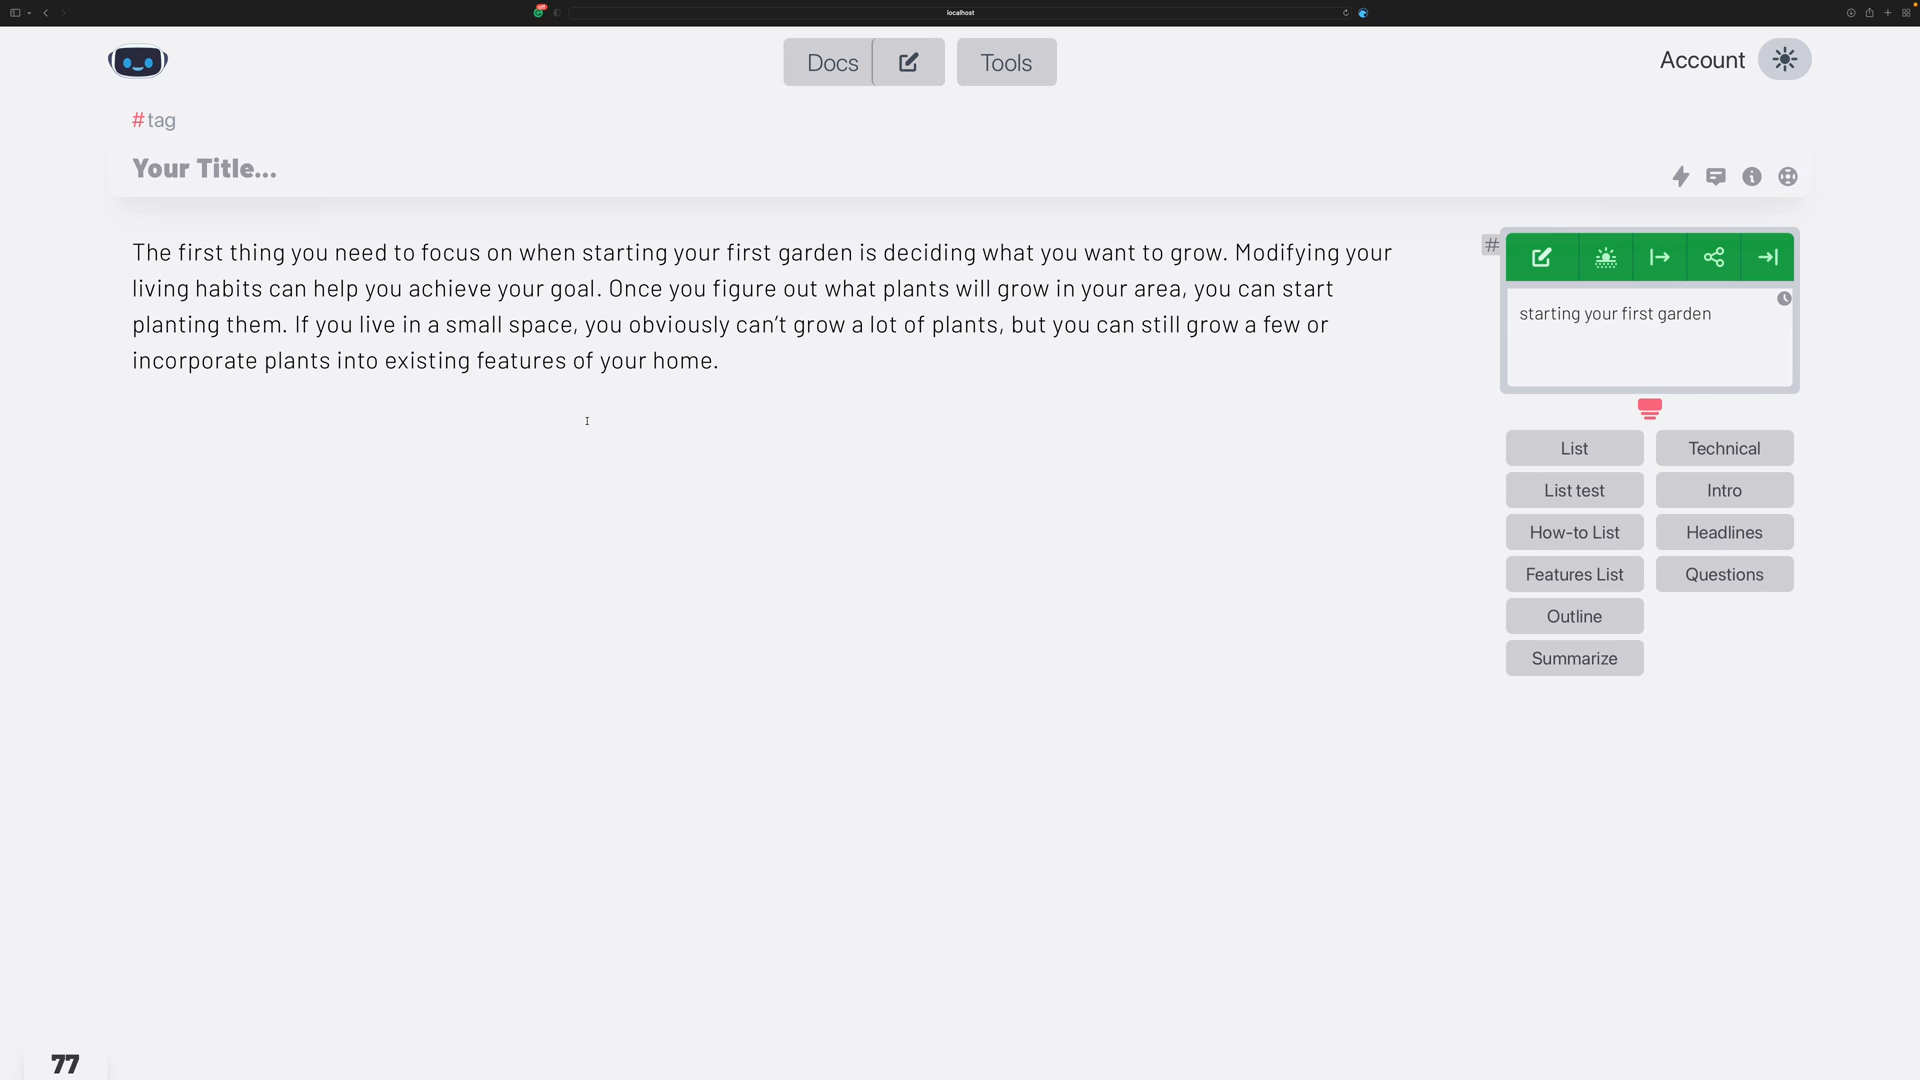 off
localhost
Docs
Tools
Account
#tag
Your Title...
The first thing you need to focus on when starting your first garden is deciding what you want to grow. Modifying your
living habits can help you achieve your goal. Once you figure out what plants will grow in your area, you can start
planting them. If you live in a small space, you obviously can’t grow a lot of plants, but you can still grow a few or
incorporate plants into existing features of your home.
#
starting your first garden
List
Technical
List test
Intro
How-to List
Headlines
Features List
Questions
Outline
Summarize
77